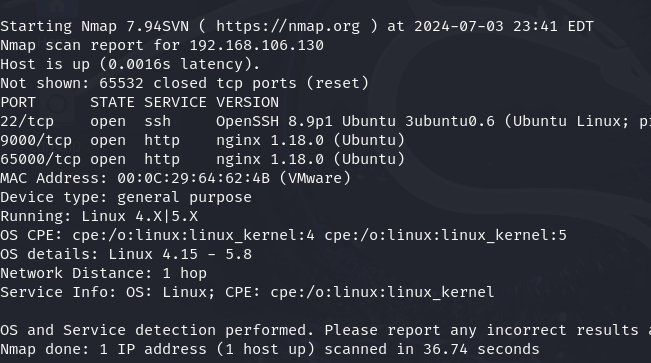 Starting Nmap 7.94SVN ( https://nmap.org ) at 2024-07-03 23:41 EDT
Nmap scan report for 192.168.106.130
Host is up (0.0016s latency).
Not shown: 65532 closed tcp ports (reset)
PORT      STATE SERVICE VERSION
22/tcp    open  ssh     OpenSSH 8.9p1 Ubuntu 3ubuntu0.6 (Ubuntu Linux;
9000/tcp  open  http    nginx 1.18.0 (Ubuntu)
65000/tcp open  http    nginx 1.18.0 (Ubuntu)
MAC Address: 00:0C:29:64:62:4B (VMware)
Device type: general purpose
Running: Linux 4.X|5.X
OS CPE: cpe:/o:linux:linux_kernel:4 cpe:/o:linux:linux_kernel:5
OS details: Linux 4.15 - 5.8
Network Distance: 1 hop
Service Info: OS: Linux; CPE: cpe:/o:linux:linux_kernel
OS and Service detection performed. Please report any incorrect results
Nmap done: 1 IP address (1 host up) scanned in 36.74 seconds